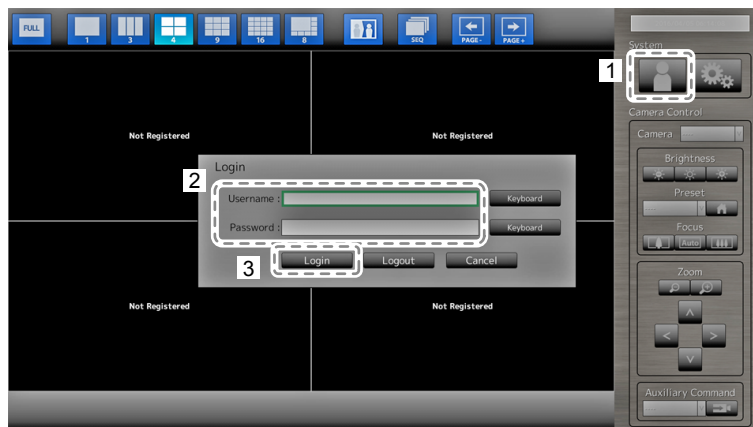 FULL
1
3
4
9
16
8
SEQ
PAGE-
PAGE+
System
1
Camera Control
Camera
Not Registered
Not Registered
Brightness
Login
2
Username :
Keyboard
Preset
Password :
Keyboard
Focus
Auto
3
Login
Logout
Cancel
Zoom
Not Registered
Not Registered
Auxiliary Command